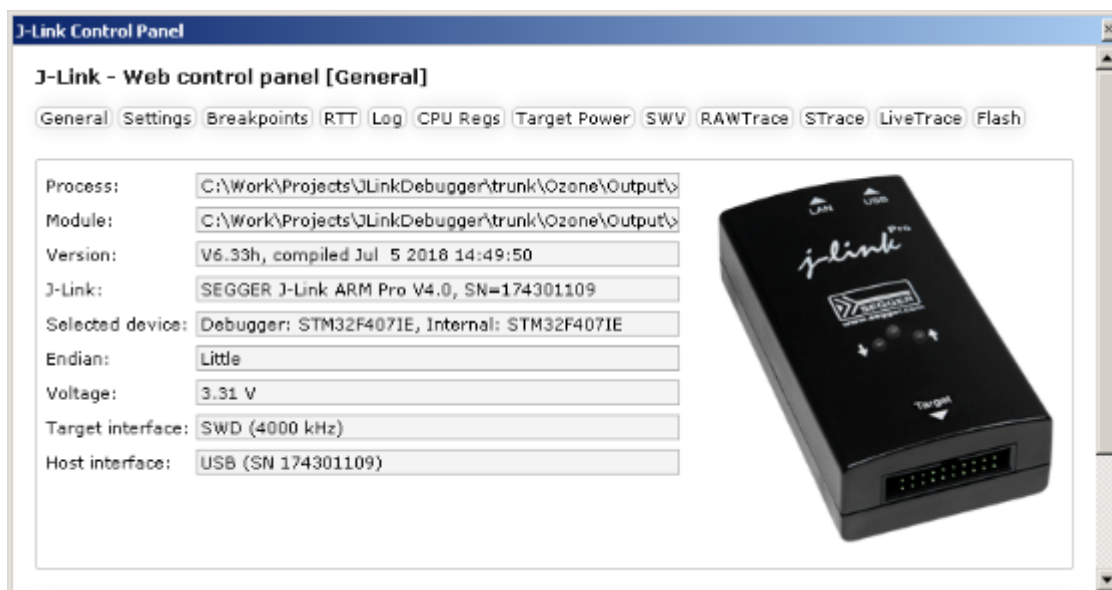 J-Link Control Panel
J-Link - Web control panel [General]
General Settings Breakpoints RTT Log CPU Regs Target Power SWV RAWTrace STrace LiveTrace Flash
Process: C:\Work\Projects\JLinkDebugger\trunk\Ozone\Output\
Module: C:\Work\Projects\JLinkDebugger\trunk\Ozone\Output\
Version: V6.33h, compiled Jul  5 2018 14:49:50
J-Link: SEGGER J-Link ARM Pro V4.0, SN=174301109
Selected device: Debugger: STM32F407IE, Internal: STM32F407IE
Endian: Little
Voltage: 3.31 V
Target interface: SWD (4000 kHz)
Host interface: USB (SN 174301109)
LAN USB
j-link Pro
SEGGER
www.segger.com
Target